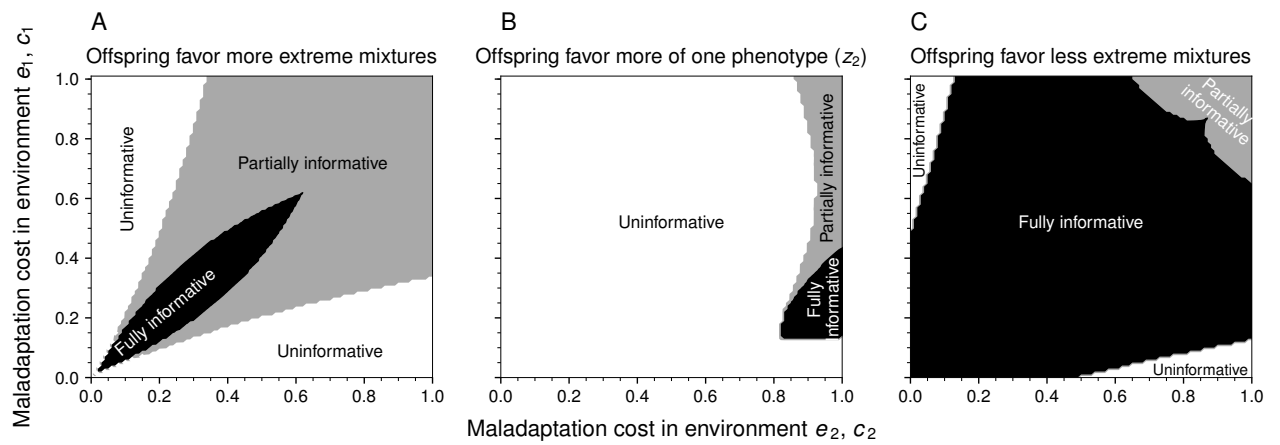 A
B
C
Offspring favor more extreme mixtures
Offspring favor more of one phenotype (z₂)
Offspring favor less extreme mixtures
Maladaptation cost in environment e₁, c₁
1.0
0.8
0.6
0.4
0.2
0.0
Uninformative
Partially informative
Fully informative
Uninformative
0.0 0.2 0.4 0.6 0.8 1.0
Uninformative
Partially informative
Fully
informative
0.0 0.2 0.4 0.6 0.8 1.0
Uninformative
Partially
informative
Fully informative
Uninformative
0.0 0.2 0.4 0.6 0.8 1.0
Maladaptation cost in environment e₂, c₂